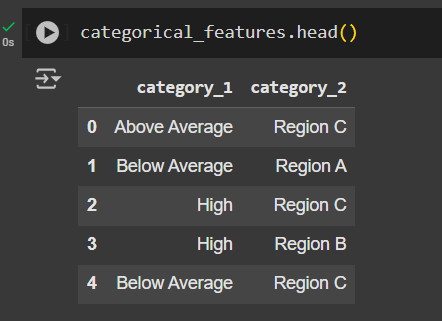 categorical_features.head()
0s
category_1 category_2
0 Above Average Region C
1 Below Average Region A
2 High Region C
3 High Region B
4 Below Average Region C